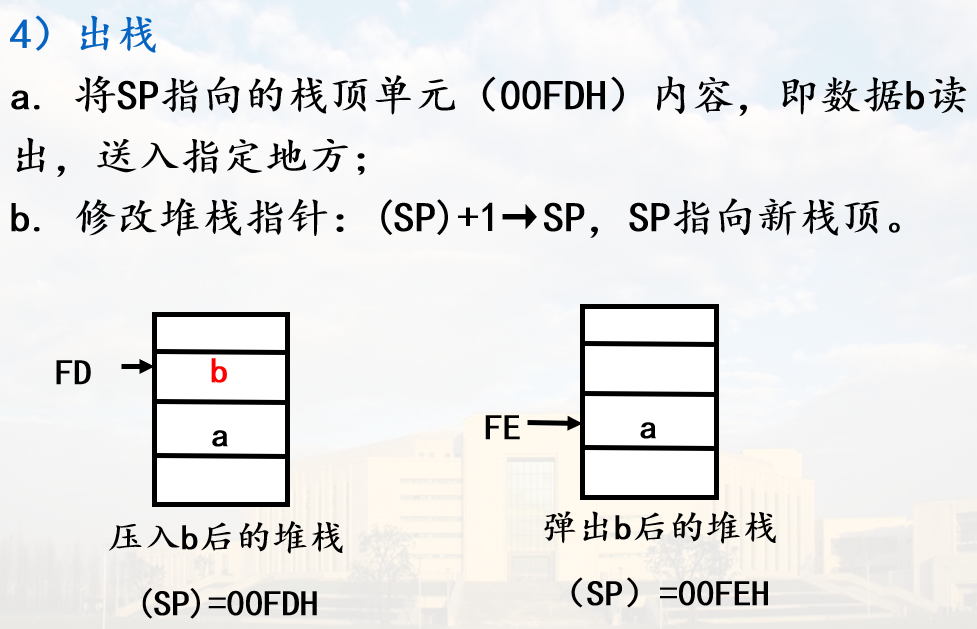 4）出栈
a. 将SP指向的栈顶单元（00FDH）内容，即数据b读
出，送入指定地方；
b. 修改堆栈指针：(SP)+1→SP，SP指向新栈顶。
FD
b
a
压入b后的堆栈
(SP)=00FDH
FE
a
弹出b后的堆栈
（SP）=00FEH